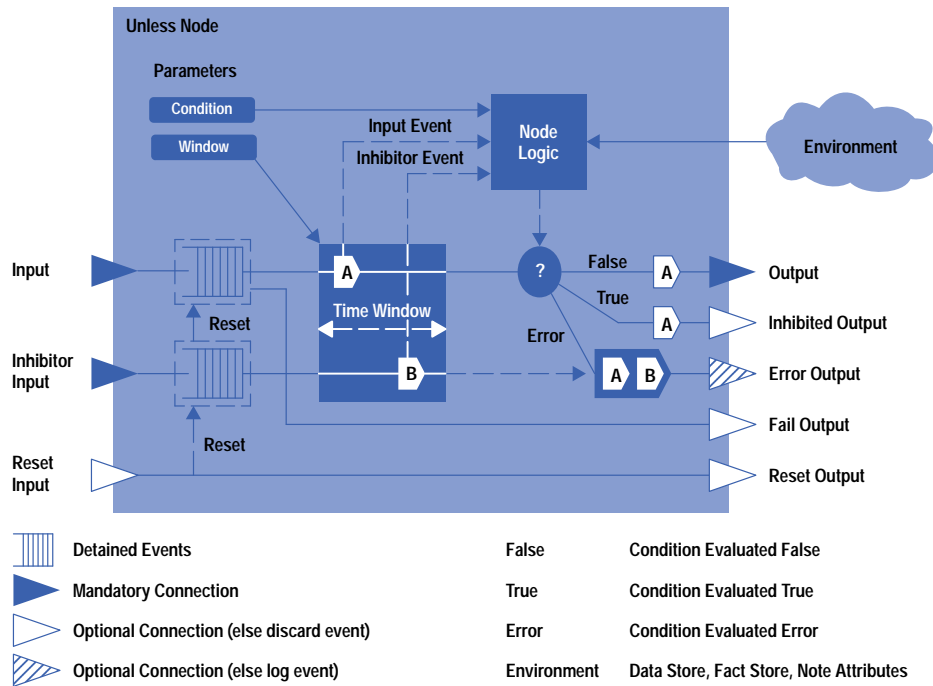 Unless Node
Parameters
Condition
Window
Input Event
Inhibitor Event
Node
Logic
Environment
Input
A
?
False
A
Output
True
Reset
Time Window
A
Inhibited Output
Error
Inhibitor
Input
B
A B
Error Output
Reset
Fail Output
Reset
Input
Reset Output
Detained Events
False Condition Evaluated False
Mandatory Connection
True Condition Evaluated True
Optional Connection (else discard event)
Error Condition Evaluated Error
Optional Connection (else log event)
Environment Data Store, Fact Store, Note Attributes